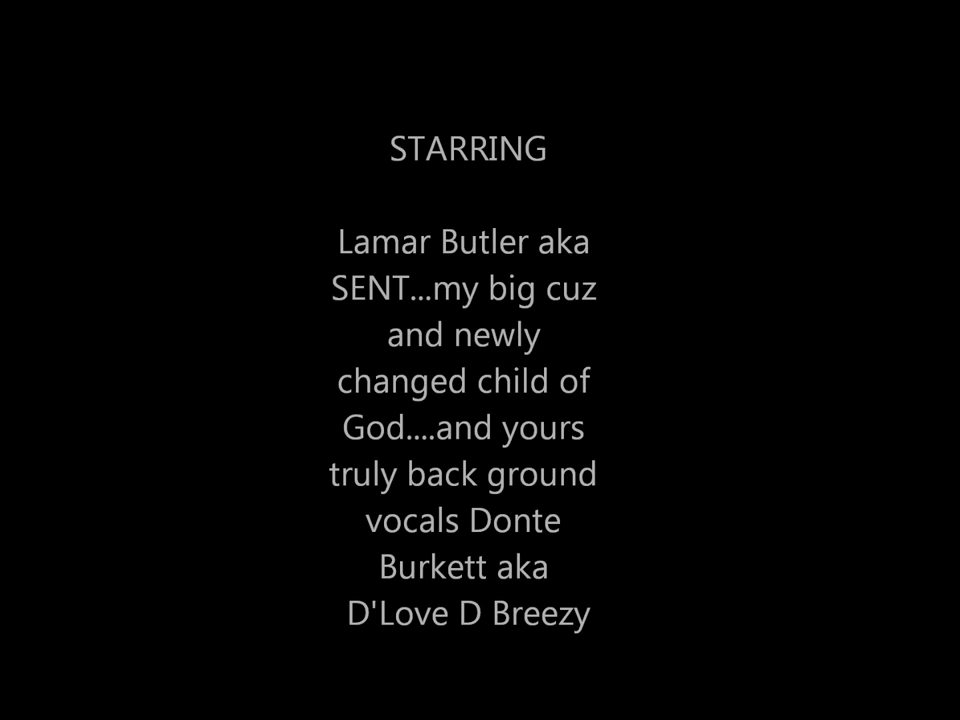 STARRING
Lamar Butler aka
SENT...my big cuz
and newly
changed child of
God....and yours
truly back ground
vocals Donte
Burkett aka
D'Love D Breezy